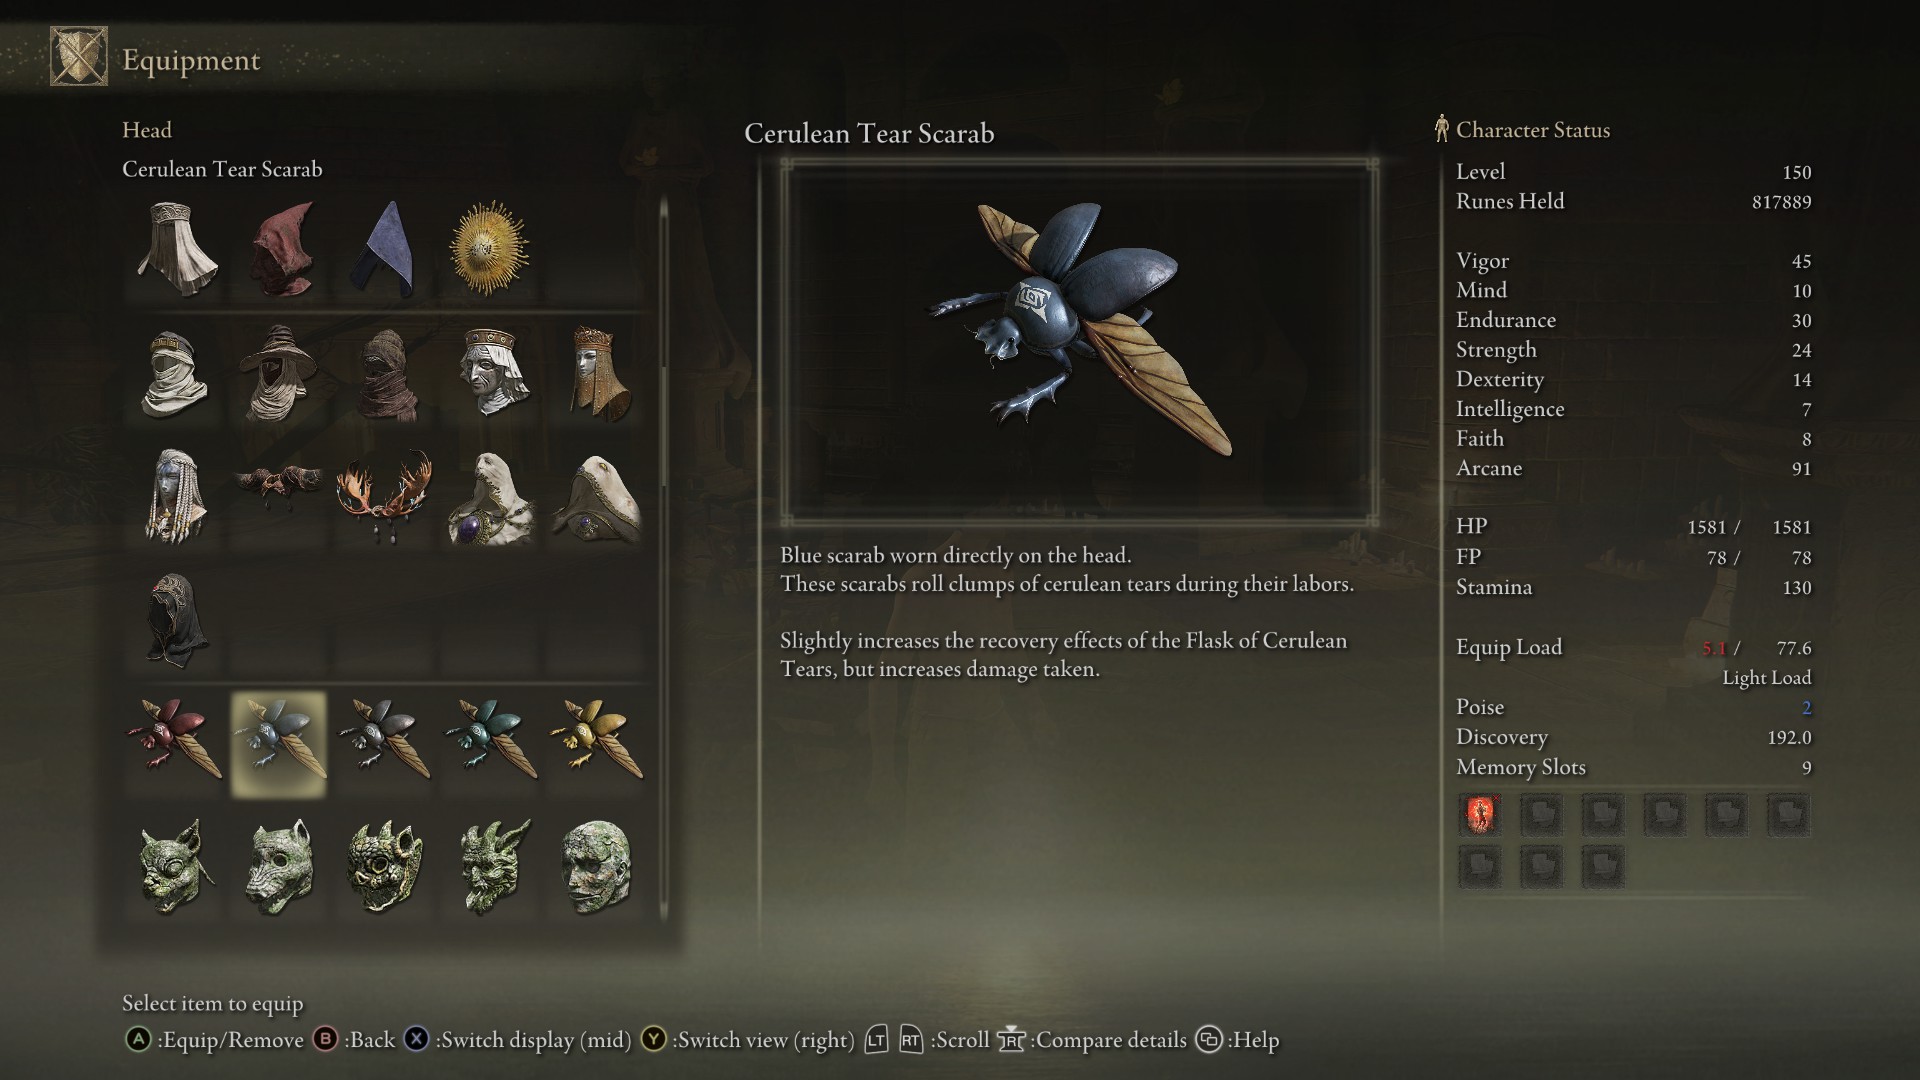 Equipment
Head
Cerulean Tear Scarab
Cerulean Tear Scarab
Blue scarab worn directly on the head.
These scarabs roll clumps of cerulean tears during their labors.
Slightly increases the recovery effects of the Flask of Cerulean
Tears, but increases damage taken.
Character Status
Level 150
Runes Held 817889
Vigor 45
Mind 10
Endurance 30
Strength 24
Dexterity 14
Intelligence 7
Faith 8
Arcane 91
HP 1581 / 1581
FP 78 / 78
Stamina 130
Equip Load 5.1 / 77.6
Light Load
Poise 2
Discovery 192.0
Memory Slots 9
Select item to equip
A :Equip/Remove B :Back X :Switch display (mid) Y :Switch view (right) LT RT :Scroll R :Compare details :Help